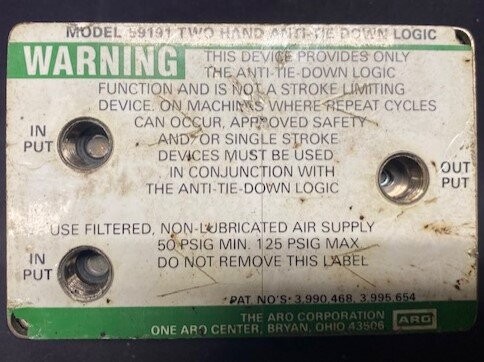 MODEL 59191 TWO HAND ANTI-TIE DOWN LOGIC
WARNING
THIS DEVICE PROVIDES ONLY
THE ANTI-TIE-DOWN LOGIC
FUNCTION AND IS NOT A STROKE LIMITING
DEVICE. ON MACHINES WHERE REPEAT CYCLES
CAN OCCUR, APPROVED SAFETY
AND/OR SINGLE STROKE
DEVICES MUST BE USED
IN CONJUNCTION WITH
THE ANTI-TIE-DOWN LOGIC
IN
PUT
OUT
PUT
USE FILTERED, NON-LUBRICATED AIR SUPPLY
50 PSIG MIN. 125 PSIG MAX
DO NOT REMOVE THIS LABEL
IN
PUT
PAT. NO'S. 3,990,468, 3,995,654
THE ARO CORPORATION
ONE ARO CENTER, BRYAN, OHIO 43506
ARO